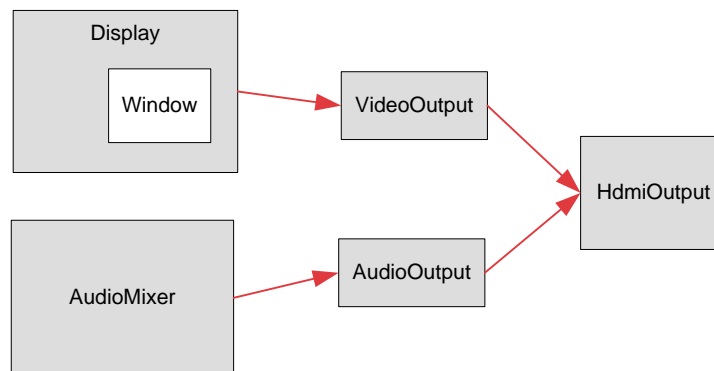 Display
Window
VideoOutput
HdmiOutput
AudioOutput
AudioMixer